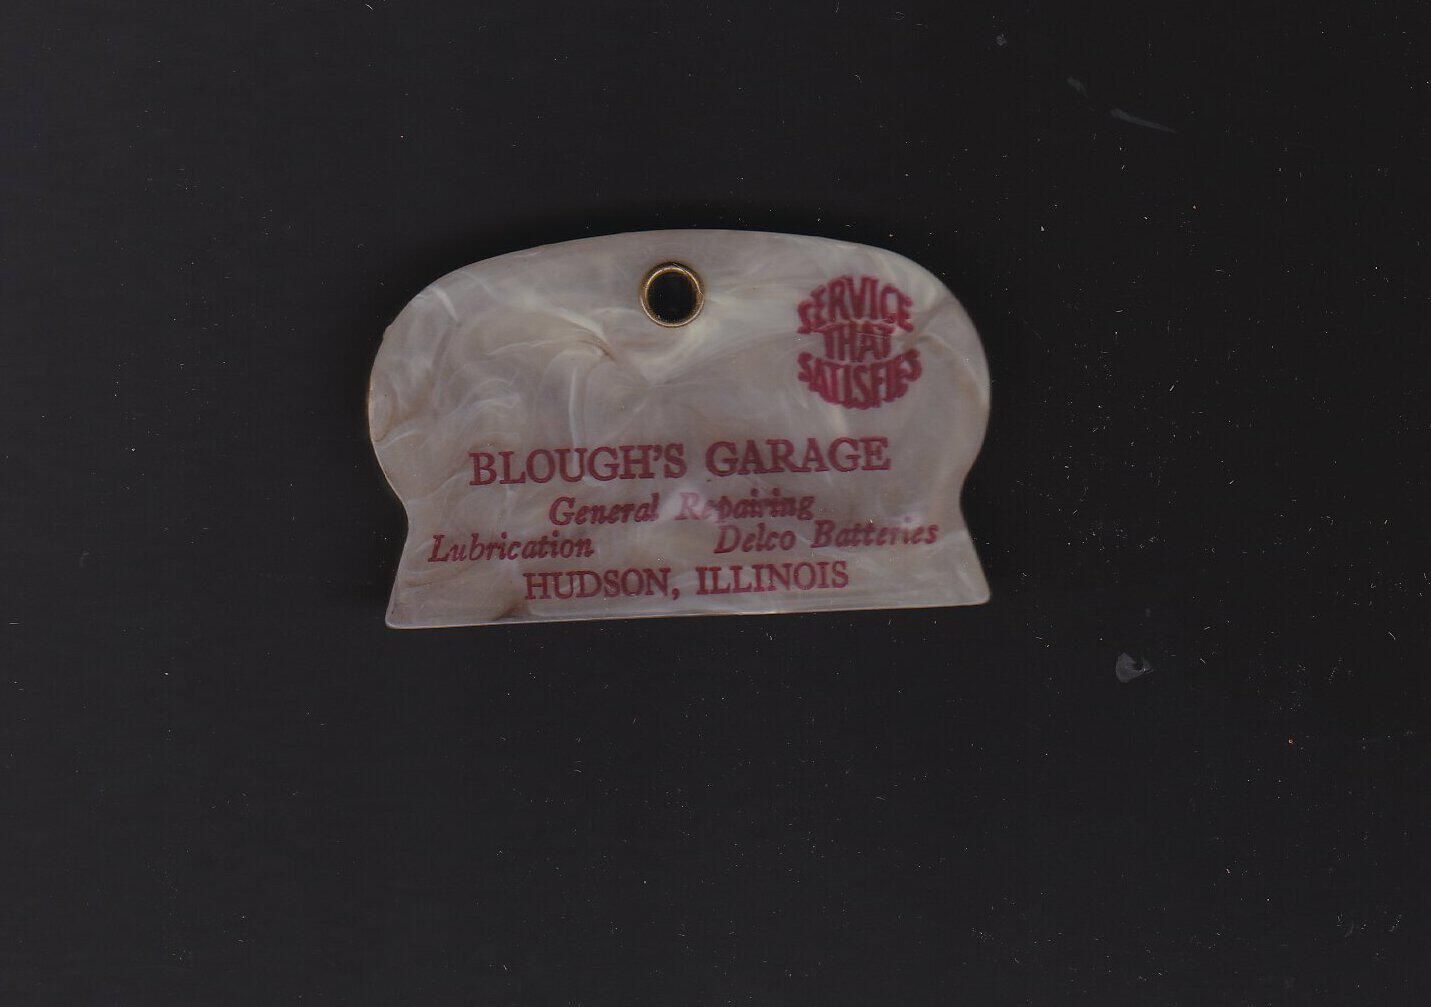 SERVICE
THAT
SATISFIES
BLOUGH'S GARAGE
General Repairing
Lubrication Delco Batteries
HUDSON, ILLINOIS